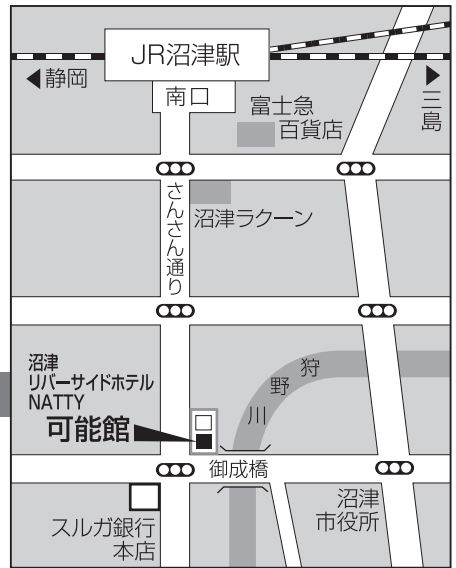 JR沼津駅
静岡
南口
三島
富士急
百貨店
さんさん通り
沼津ラクーン
沼津
リバーサイドホテル
NATTY
可能館
狩野川
御成橋
スルガ銀行
本店
沼津
市役所